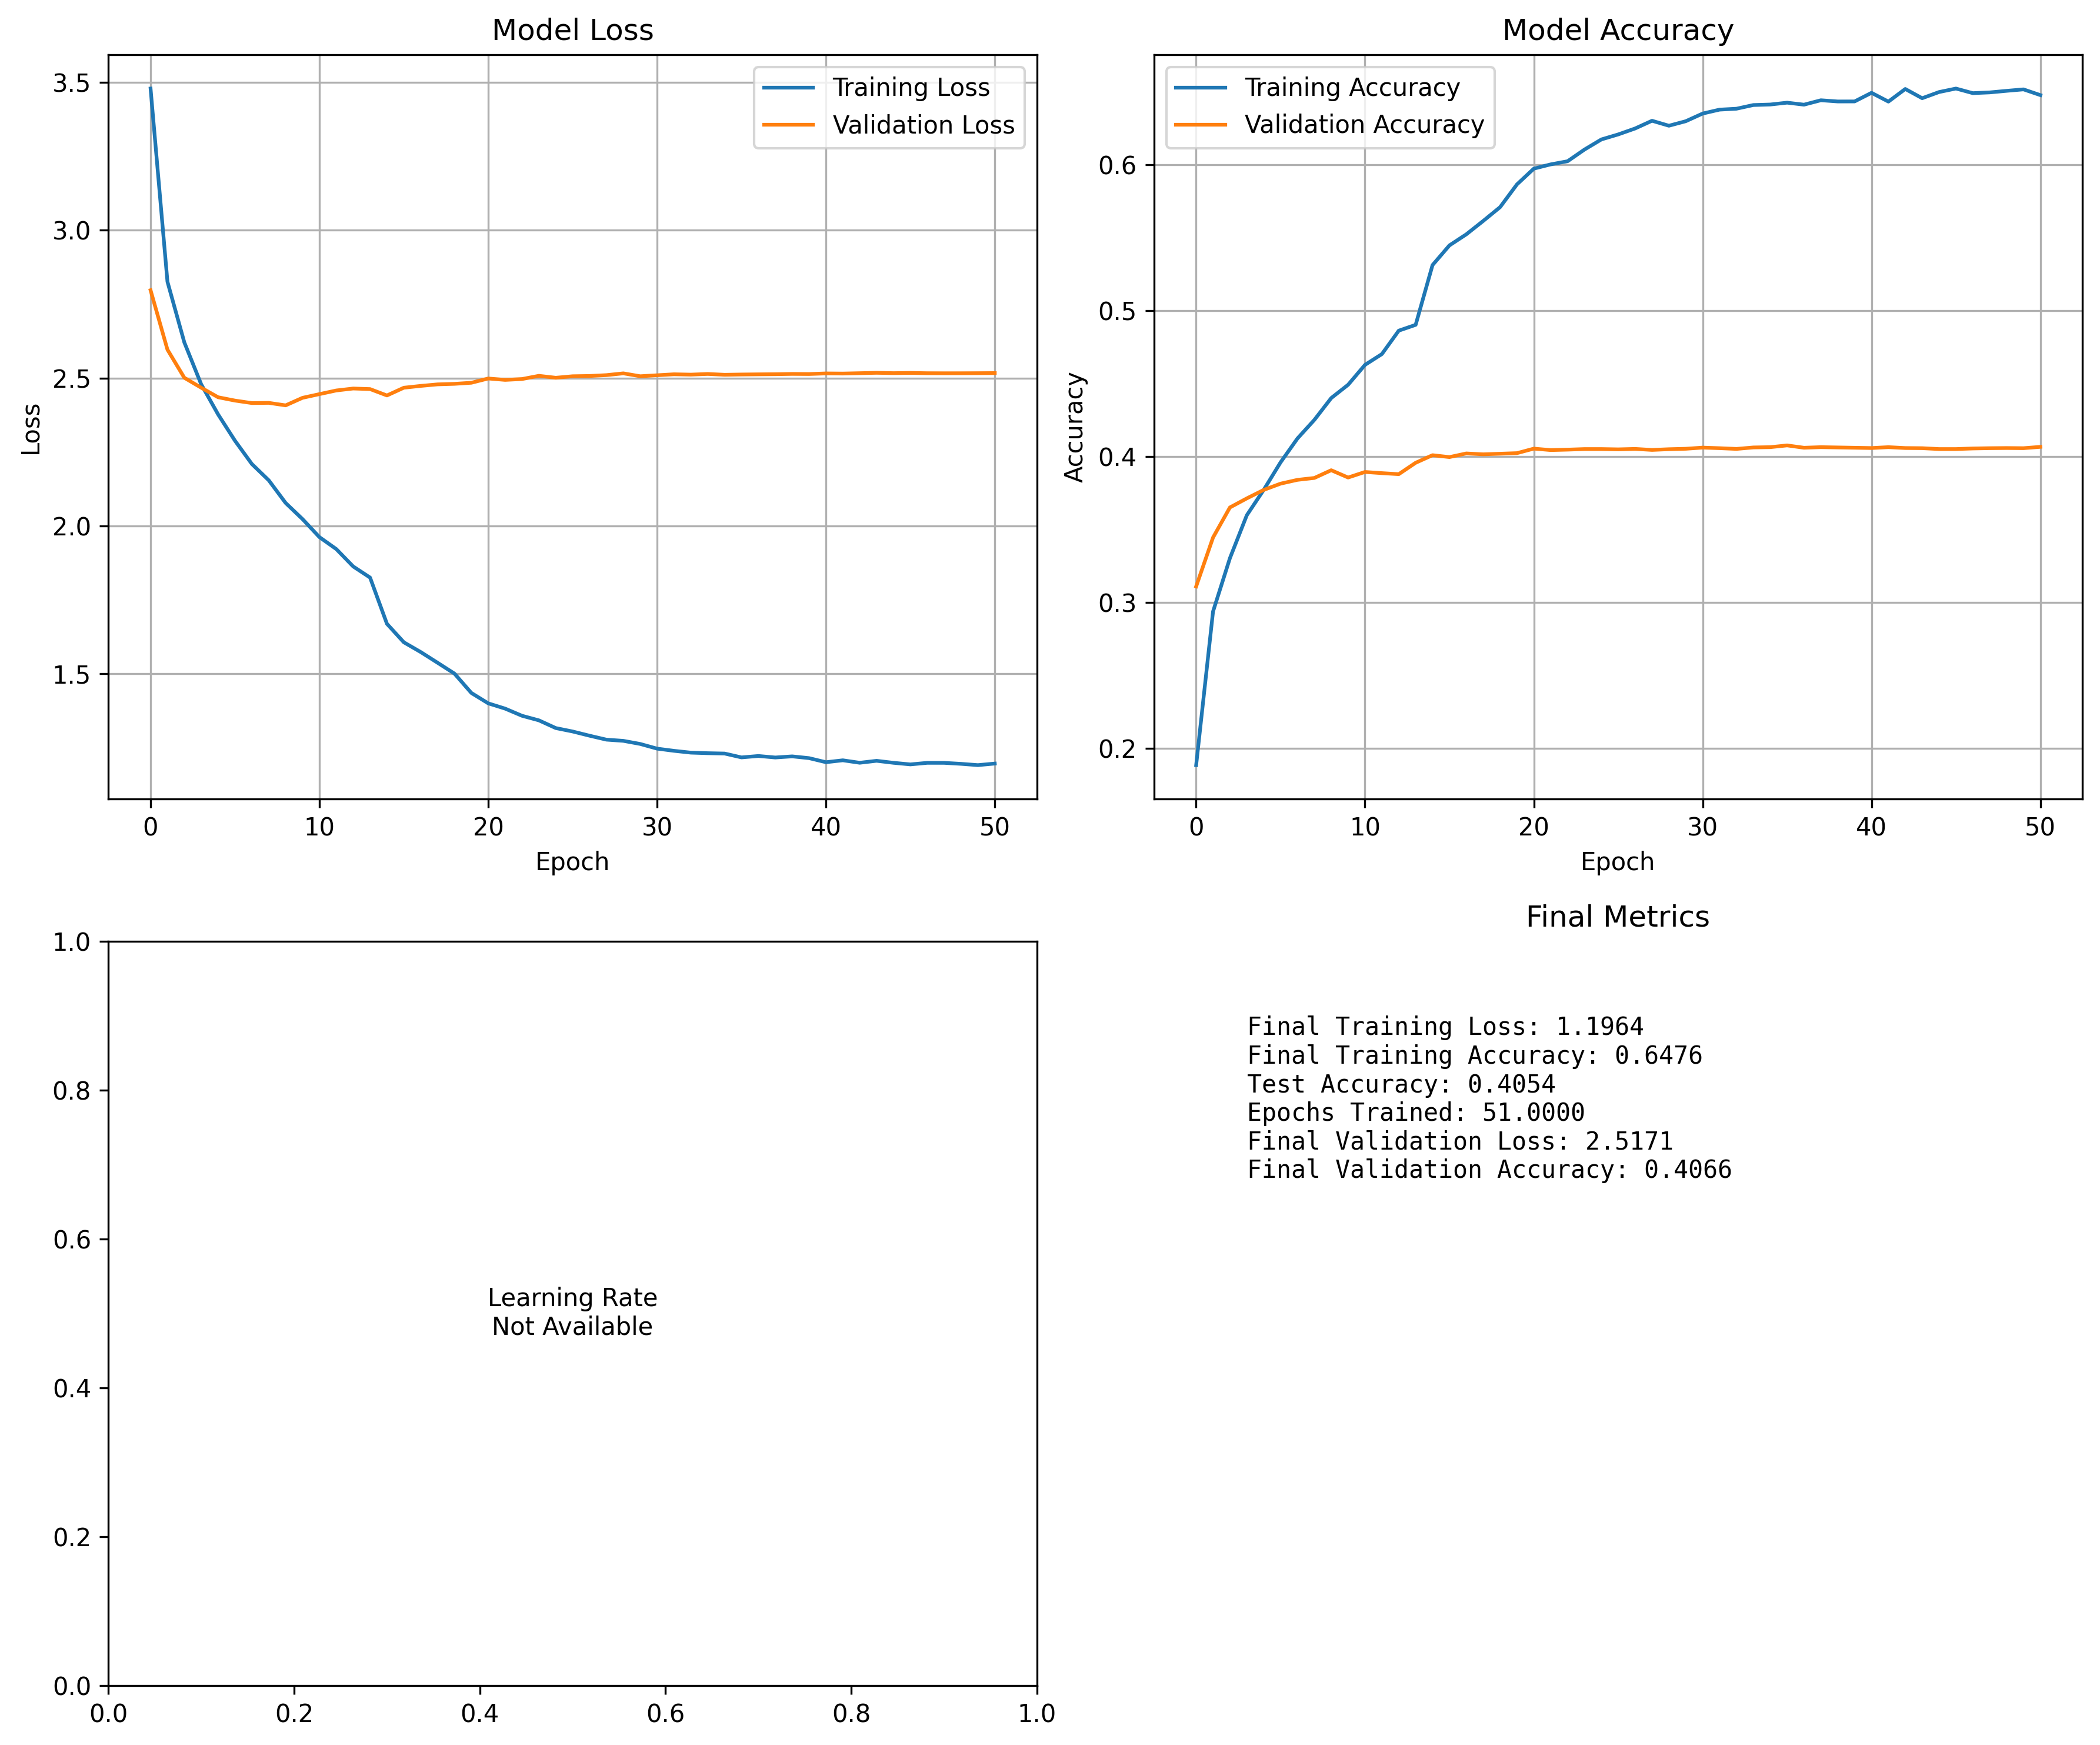 Model Loss
3.5
3.0
2.5
2.0
1.5
Loss
Training Loss
Validation Loss
0 10 20 30 40 50
Epoch
Model Accuracy
0.6
0.5
0.4
0.3
0.2
Accuracy
Training Accuracy
Validation Accuracy
0 10 20 30 40 50
Epoch
1.0
0.8
0.6
0.4
0.2
0.0
Learning Rate
Not Available
0.0 0.2 0.4 0.6 0.8 1.0
Final Metrics
Final Training Loss: 1.1964
Final Training Accuracy: 0.6476
Test Accuracy: 0.4054
Epochs Trained: 51.0000
Final Validation Loss: 2.5171
Final Validation Accuracy: 0.4066